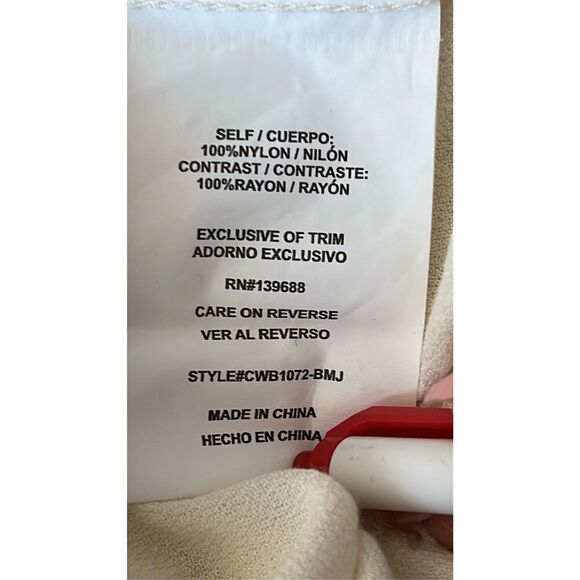 SELF / CUERPO:
100%NYLON / NILÓN
CONTRAST / CONTRASTE:
100%RAYON / RAYÓN
EXCLUSIVE OF TRIM
ADORNO EXCLUSIVO
RN#139688
CARE ON REVERSE
VER AL REVERSO
STYLE#CWB1072-BMJ
MADE IN CHINA
HECHO EN CHINA